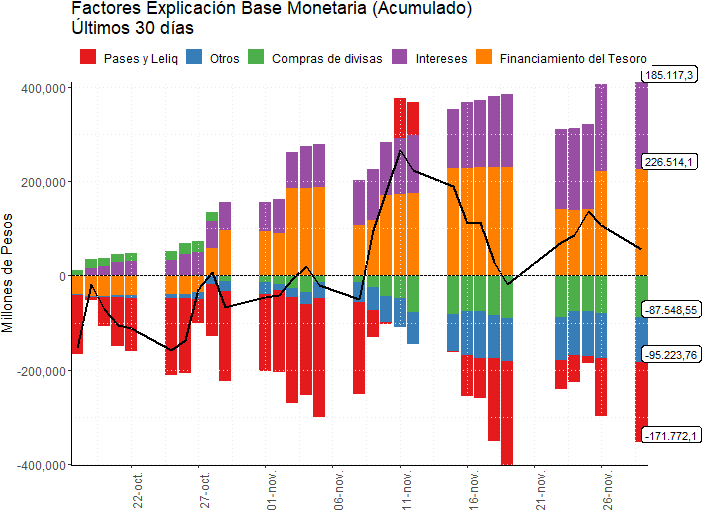 Factores Explicación Base Monetaria (Acumulado)
Últimos 30 días
Pases y Leliq
Otros
Compras de divisas
Intereses
Financiamiento del Tesoro
Millones de Pesos
400,000
200,000
0
-200,000
-400,000
185.117,3
226.514,1
-87.548,55
-95.223,76
-171.772,1
22-oct.
27-oct.
01-nov.
06-nov.
11-nov.
16-nov.
21-nov.
26-nov.